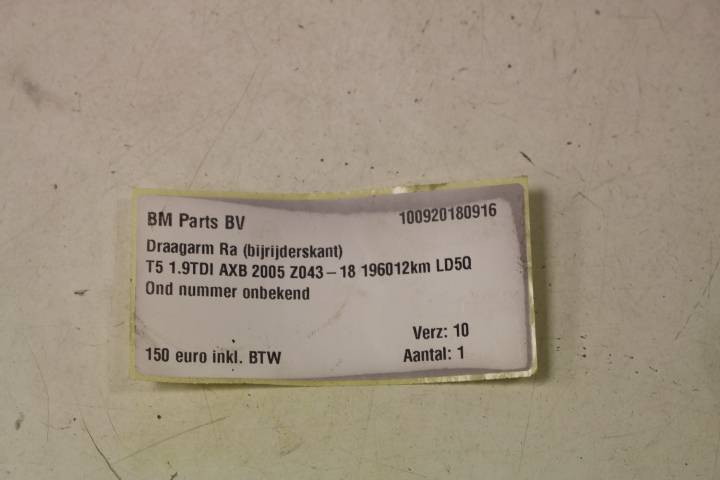 BM Parts BV 100920180916
Draagarm Ra (bijrijderskant)
T5 1.9TDI AXB 2005 Z043-18 196012km LD5Q
Ond nummer onbekend
Verz: 10
150 euro inkl. BTW Aantal: 1